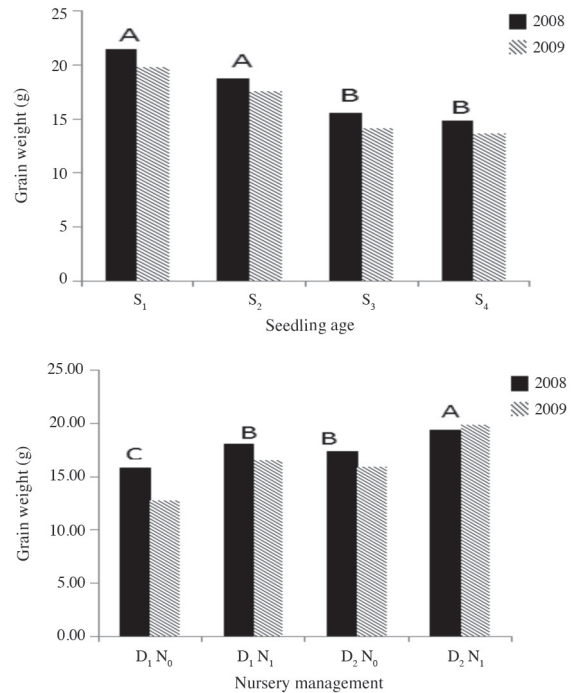 25
2008
A
2009
20
A
B
B
15
Grain weight (g)
10
5
0
S₁ S₂ S₃ S₄
Seedling age
25.00
2008
2009
20.00
A
B
B
C
15.00
Grain weight (g)
10.00
5.00
0.00
D₁ N₀ D₁ N₁ D₂ N₀ D₂ N₁
Nursery management